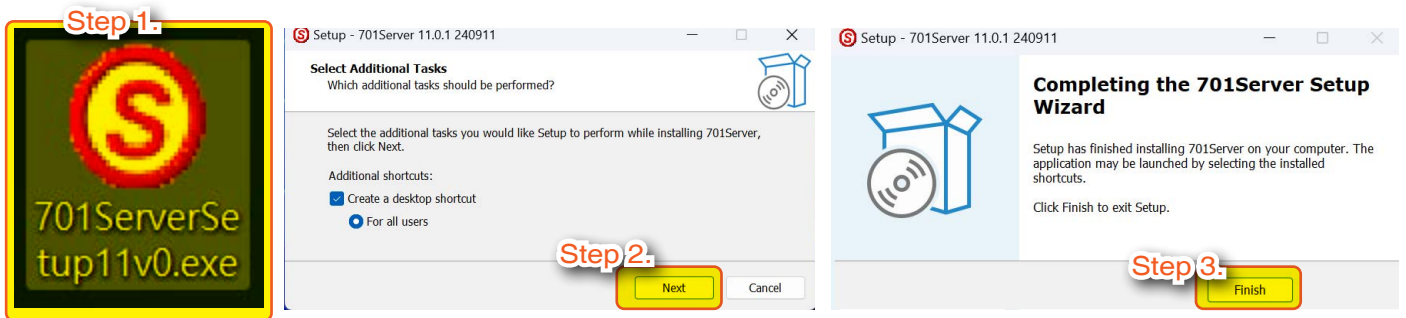 Step 1.
S
701ServerSe
tup11v0.exe
S Setup - 701Server 11.0.1 240911
Select Additional Tasks
Which additional tasks should be performed?
Select the additional tasks you would like Setup to perform while installing 701Server,
then click Next.
Additional shortcuts:
Create a desktop shortcut
For all users
Step 2.
Next
Cancel
S Setup - 701Server 11.0.1 240911
Completing the 701Server Setup
Wizard
Setup has finished installing 701Server on your computer. The
application may be launched by selecting the installed
shortcuts.
Click Finish to exit Setup.
Step 3.
Finish